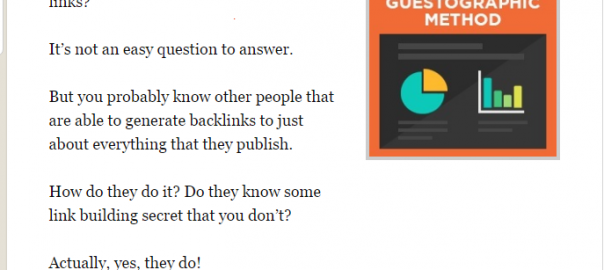 links?
GUESTOGRAPHIC
METHOD
It’s not an easy question to answer.
But you probably know other people that
are able to generate backlinks to just
about everything that they publish.
How do they do it? Do they know some
link building secret that you don’t?
Actually, yes, they do!